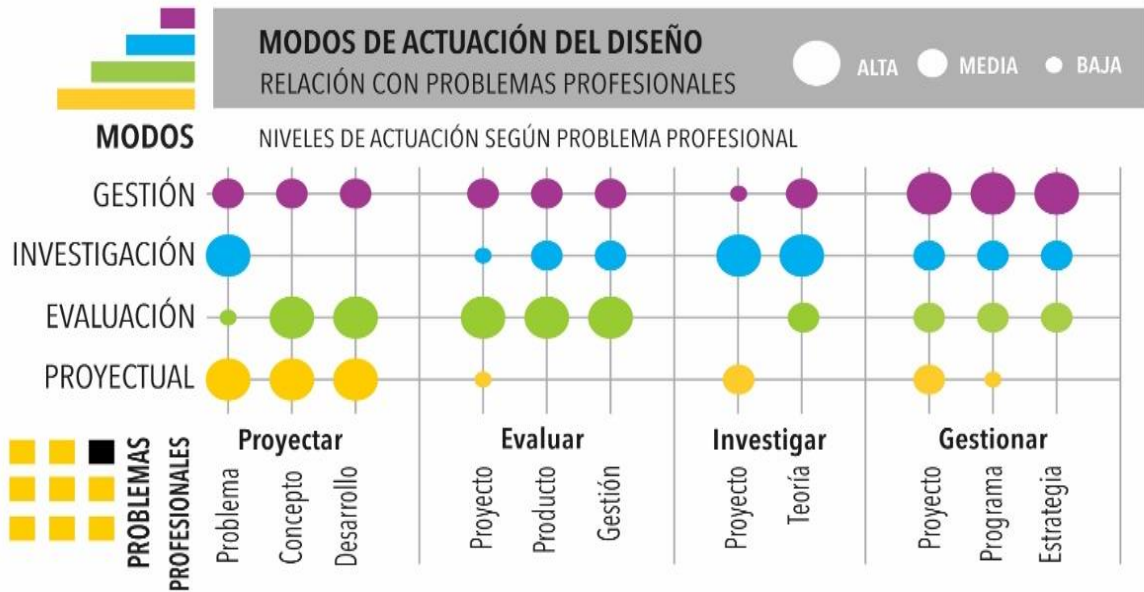 MODOS DE ACTUACIÓN DEL DISEÑO
RELACIÓN CON PROBLEMAS PROFESIONALES
ALTA MEDIA BAJA
MODOS
NIVELES DE ACTUACIÓN SEGÚN PROBLEMA PROFESIONAL
GESTIÓN
INVESTIGACIÓN
EVALUACIÓN
PROYECTUAL
PROBLEMAS
PROFESIONALES
Proyectar
Problema
Concepto
Desarrollo
Evaluar
Proyecto
Producto
Gestión
Investigar
Proyecto
Teoría
Gestionar
Proyecto
Programa
Estrategia